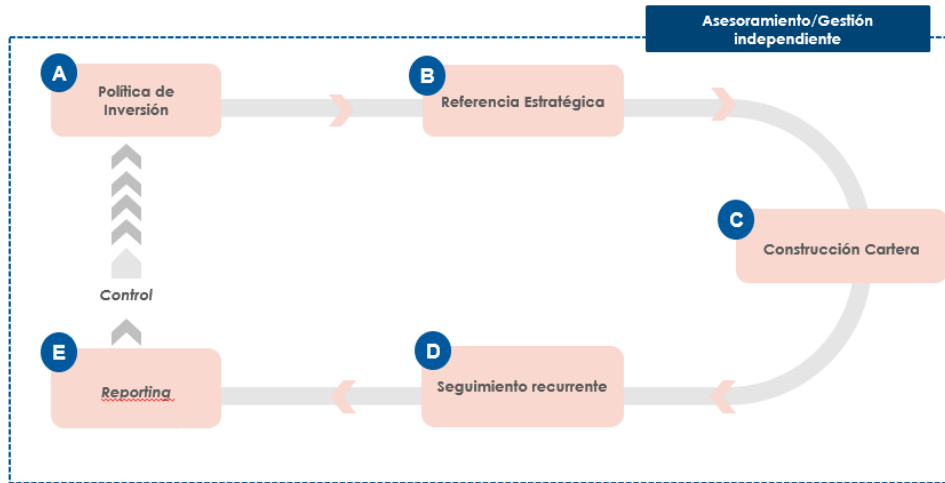 Asesoramiento/Gestión
independiente
A
Política de
Inversión
B
Referencia Estratégica
C
Construcción Cartera
Control
E
Reporting
D
Seguimiento recurrente